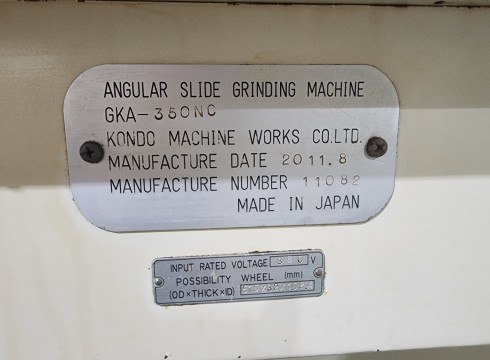 ANGULAR SLIDE GRINDING MACHINE
GKA-350NC
KONDO MACHINE WORKS CO.LTD.
MANUFACTURE DATE 2011.8
MANUFACTURE NUMBER 11082
MADE IN JAPAN
INPUT RATED VOLTAGE V
POSSIBILITY WHEEL (mm)
(OD×THICK×ID)